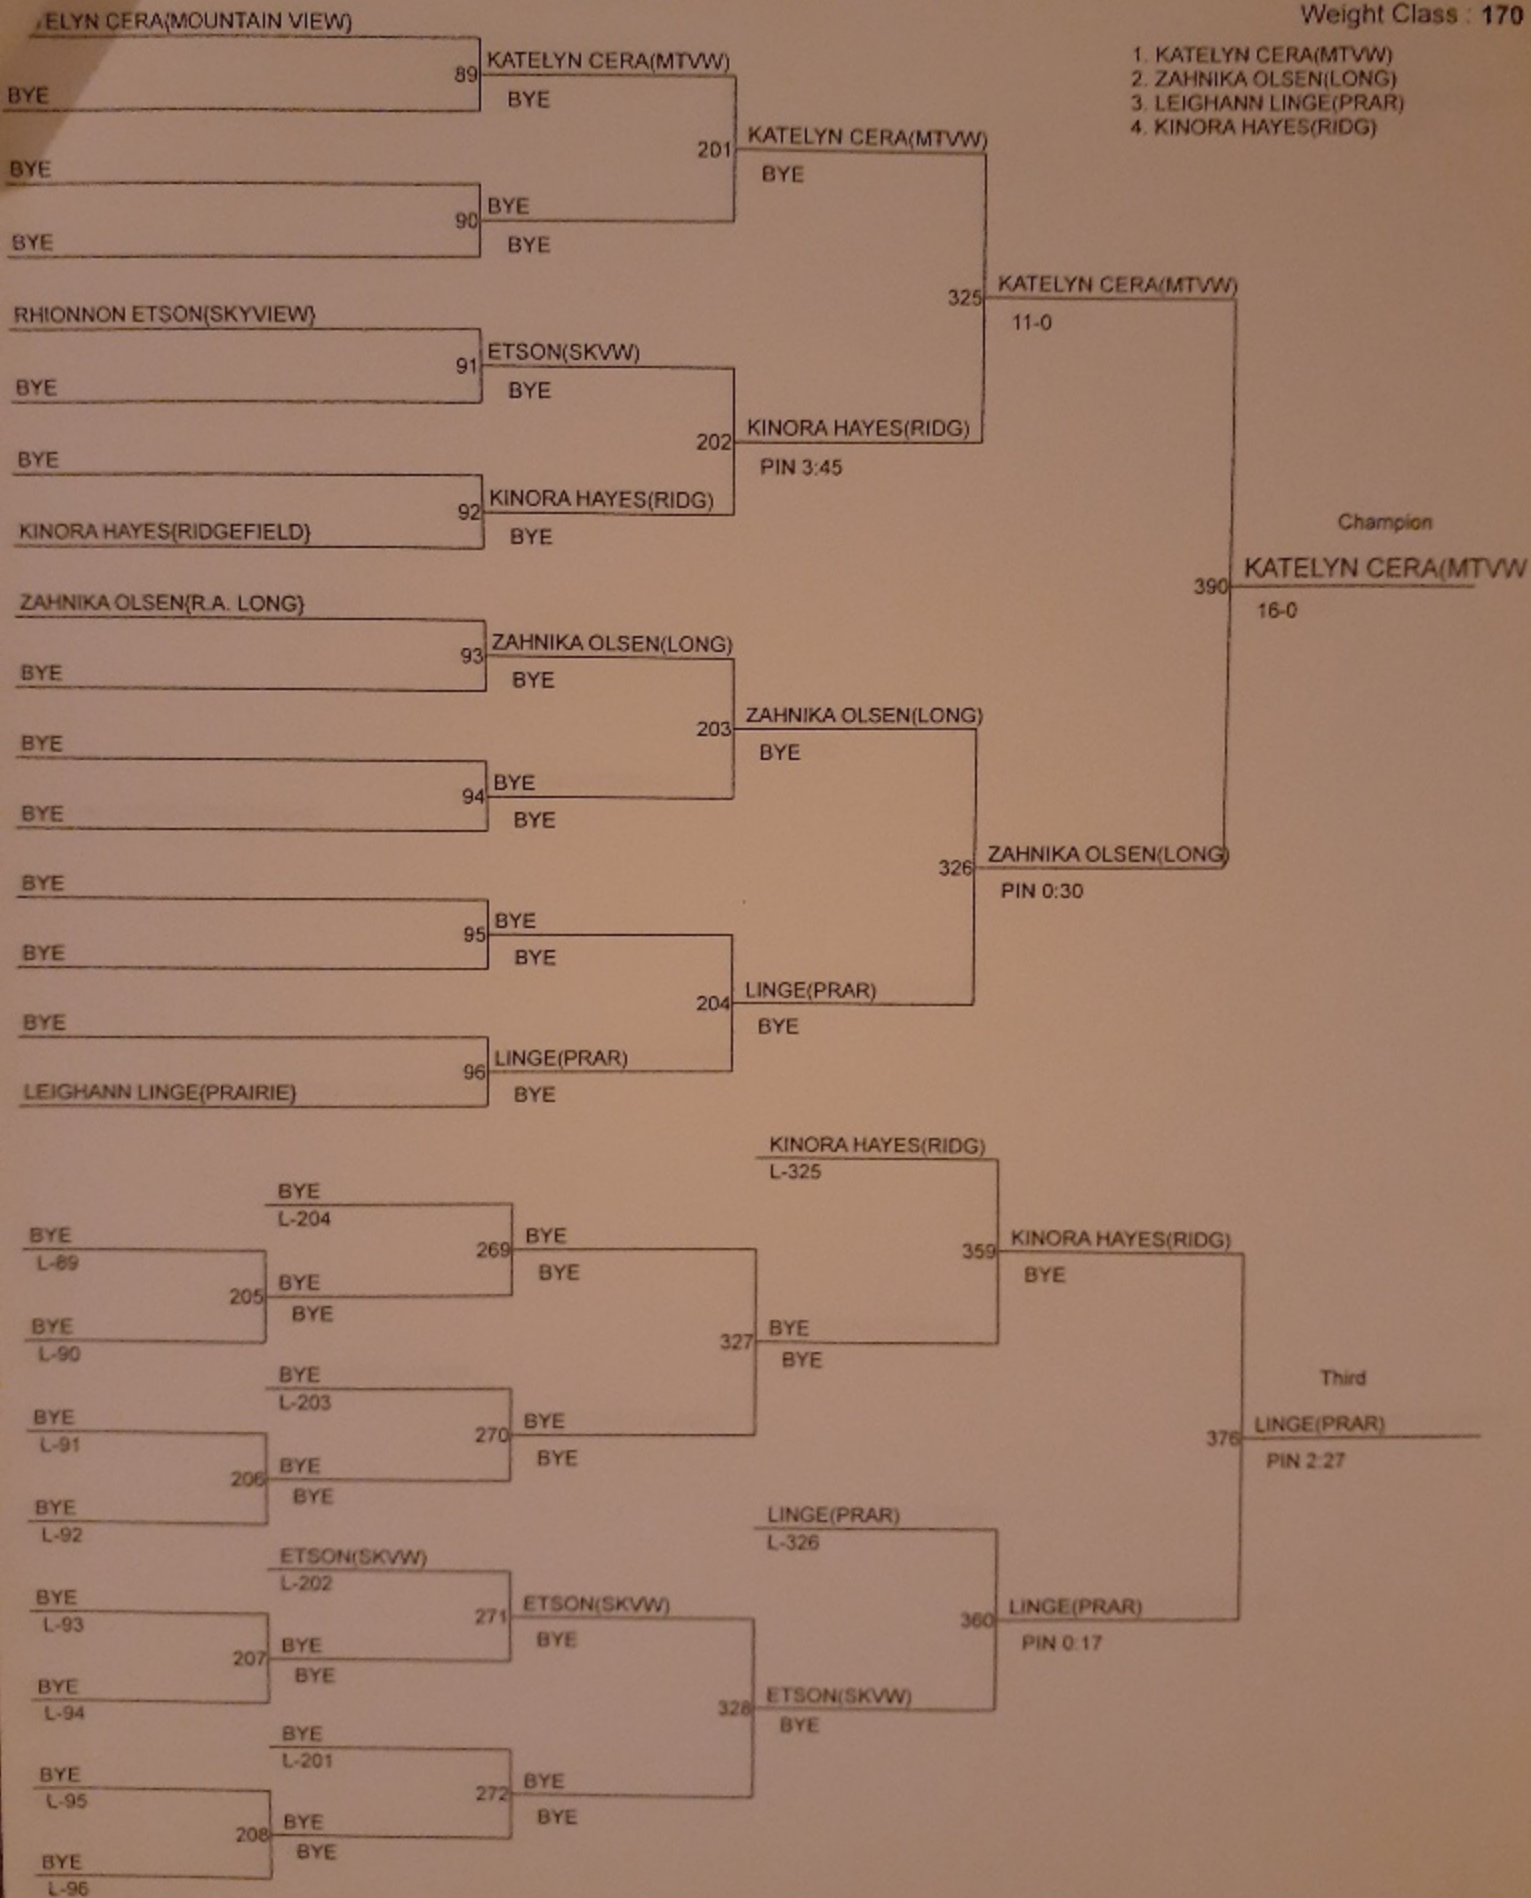 Weight Class : 170
1. KATELYN CERA(MTVW)
2. ZAHNIKA OLSEN(LONG)
3. LEIGHANN LINGE(PRAR)
4. KINORA HAYES(RIDG)
ELYN CERA{MOUNTAIN VIEW}
89 KATELYN CERA(MTVW)
BYE
BYE
201 KATELYN CERA(MTVW)
BYE
BYE
90 BYE
BYE
BYE
325 KATELYN CERA(MTVW)
11-0
RHIONNON ETSON{SKYVIEW}
91 ETSON(SKVW)
BYE
BYE
202 KINORA HAYES(RIDG)
PIN 3:45
BYE
92 KINORA HAYES(RIDG)
BYE
KINORA HAYES{RIDGEFIELD}
Champion
390 KATELYN CERA(MTVW
16-0
ZAHNIKA OLSEN{R.A. LONG}
93 ZAHNIKA OLSEN(LONG)
BYE
BYE
203 ZAHNIKA OLSEN(LONG)
BYE
BYE
94 BYE
BYE
BYE
326 ZAHNIKA OLSEN(LONG)
PIN 0:30
BYE
95 BYE
BYE
BYE
204 LINGE(PRAR)
BYE
BYE
96 LINGE(PRAR)
BYE
LEIGHANN LINGE{PRAIRIE}
KINORA HAYES(RIDG)
L-325
BYE
L-204
269 BYE
BYE
359 KINORA HAYES(RIDG)
BYE
BYE
L-89
205 BYE
BYE
BYE
L-90
327 BYE
BYE
BYE
L-203
Third
376 LINGE(PRAR)
PIN 2:27
BYE
L-91
270 BYE
BYE
206 BYE
BYE
BYE
L-92
LINGE(PRAR)
L-326
ETSON(SKVW)
L-202
BYE
L-93
271 ETSON(SKVW)
BYE
360 LINGE(PRAR)
PIN 0:17
207 BYE
BYE
BYE
L-94
328 ETSON(SKVW)
BYE
BYE
L-201
BYE
L-95
272 BYE
BYE
208 BYE
BYE
BYE
L-96